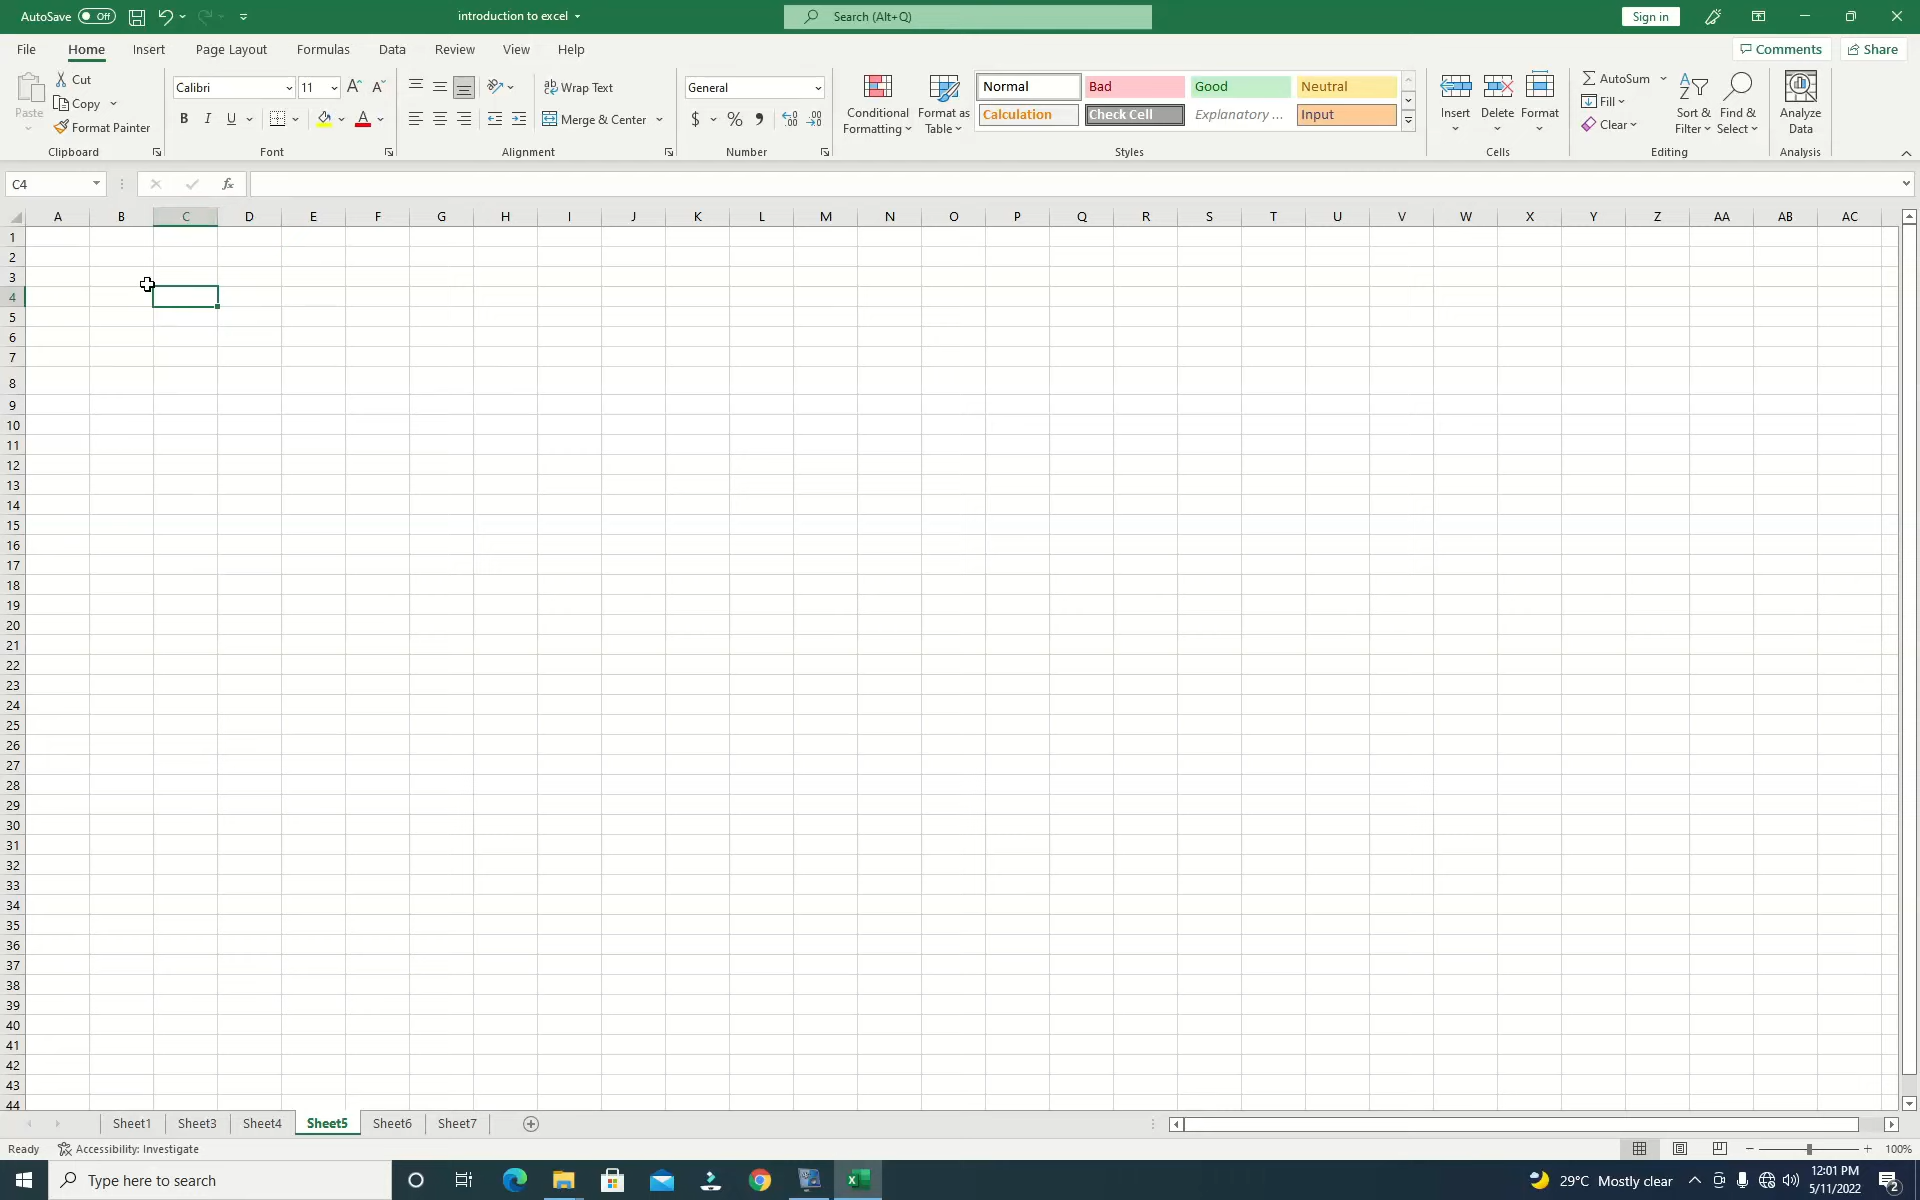 AutoSave Off introduction to excel Search (Alt+Q) Sign in
File Home Insert Page Layout Formulas Data Review View Help Comments Share
Paste Cut Copy Format Painter Clipboard
Calibri 11 A A B I U A Font
Wrap Text Merge & Center Alignment
General $ % 9 .00 Number
Conditional Formatting Format as Table Normal Bad Good Neutral
Calculation Check Cell Explanatory ... Input Styles
Insert Delete Format Cells
AutoSum Fill Clear Sort & Filter Find & Select Editing
Analyze Data Analysis
C4 fx
A B C D E F G H I J K L M N O P Q R S T U V W X Y Z AA AB AC
1
2
3
4
5
6
7
8
9
10
11
12
13
14
15
16
17
18
19
20
21
22
23
24
25
26
27
28
29
30
31
32
33
34
35
36
37
38
39
40
41
42
43
44
Sheet1 Sheet3 Sheet4 Sheet5 Sheet6 Sheet7
Ready Accessibility: Investigate 100%
Type here to search 29°C Mostly clear 12:01 PM
5/11/2022 2